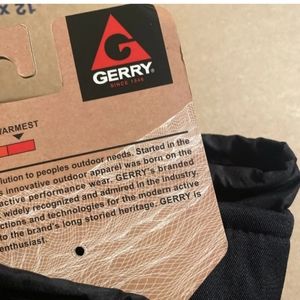 12 x
GERRY
SINCE 1946
WARMEST
lution to peoples outdoor needs. Started in the
s innovative outdoor apparel was born on the
active performance wear. GERRY's branded
widely recognized and admired in the industry.
nctions and technologies for the modern active
to the brand's long storied heritage. GERRY is
enthusiast